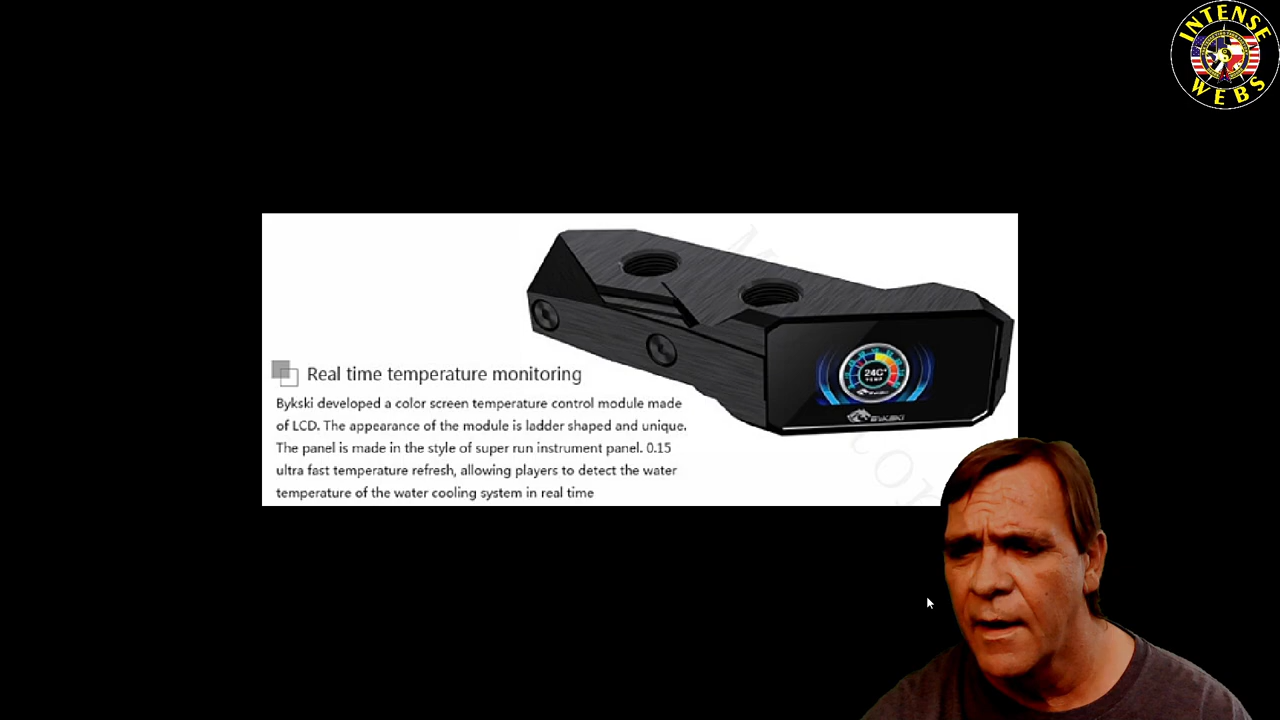 INTENSE
WEBS
Real time temperature monitoring
Bykski developed a color screen temperature control module made
of LCD. The appearance of the module is ladder shaped and unique.
The panel is made in the style of super run instrument panel. 0.15
ultra fast temperature refresh, allowing players to detect the water
temperature of the water cooling system in real time
24C°
TEMP
BYKSKI